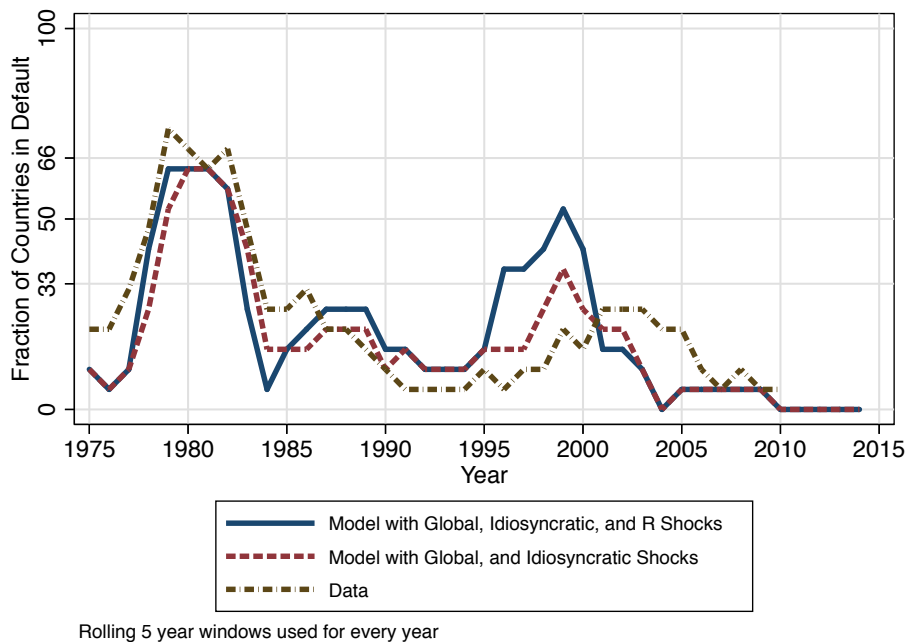 Fraction of Countries in Default
100
66
50
33
0
1975 1980 1985 1990 1995 2000 2005 2010 2015
Year
Model with Global, Idiosyncratic, and R Shocks
Model with Global, and Idiosyncratic Shocks
Data
Rolling 5 year windows used for every year